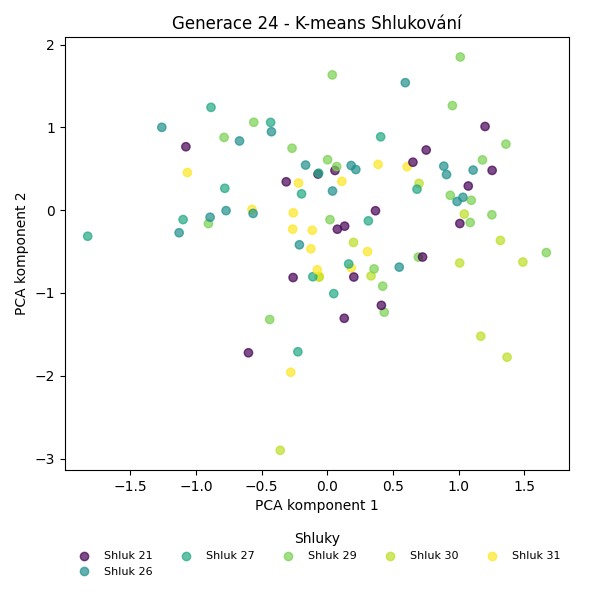 Generace 24 - K-means Shlukování
PCA komponent 2
2
1
0
−1
−2
−3
−1.5
−1.0
−0.5
0.0
0.5
1.0
1.5
PCA komponent 1
Shluky
Shluk 21
Shluk 26
Shluk 27
Shluk 29
Shluk 30
Shluk 31